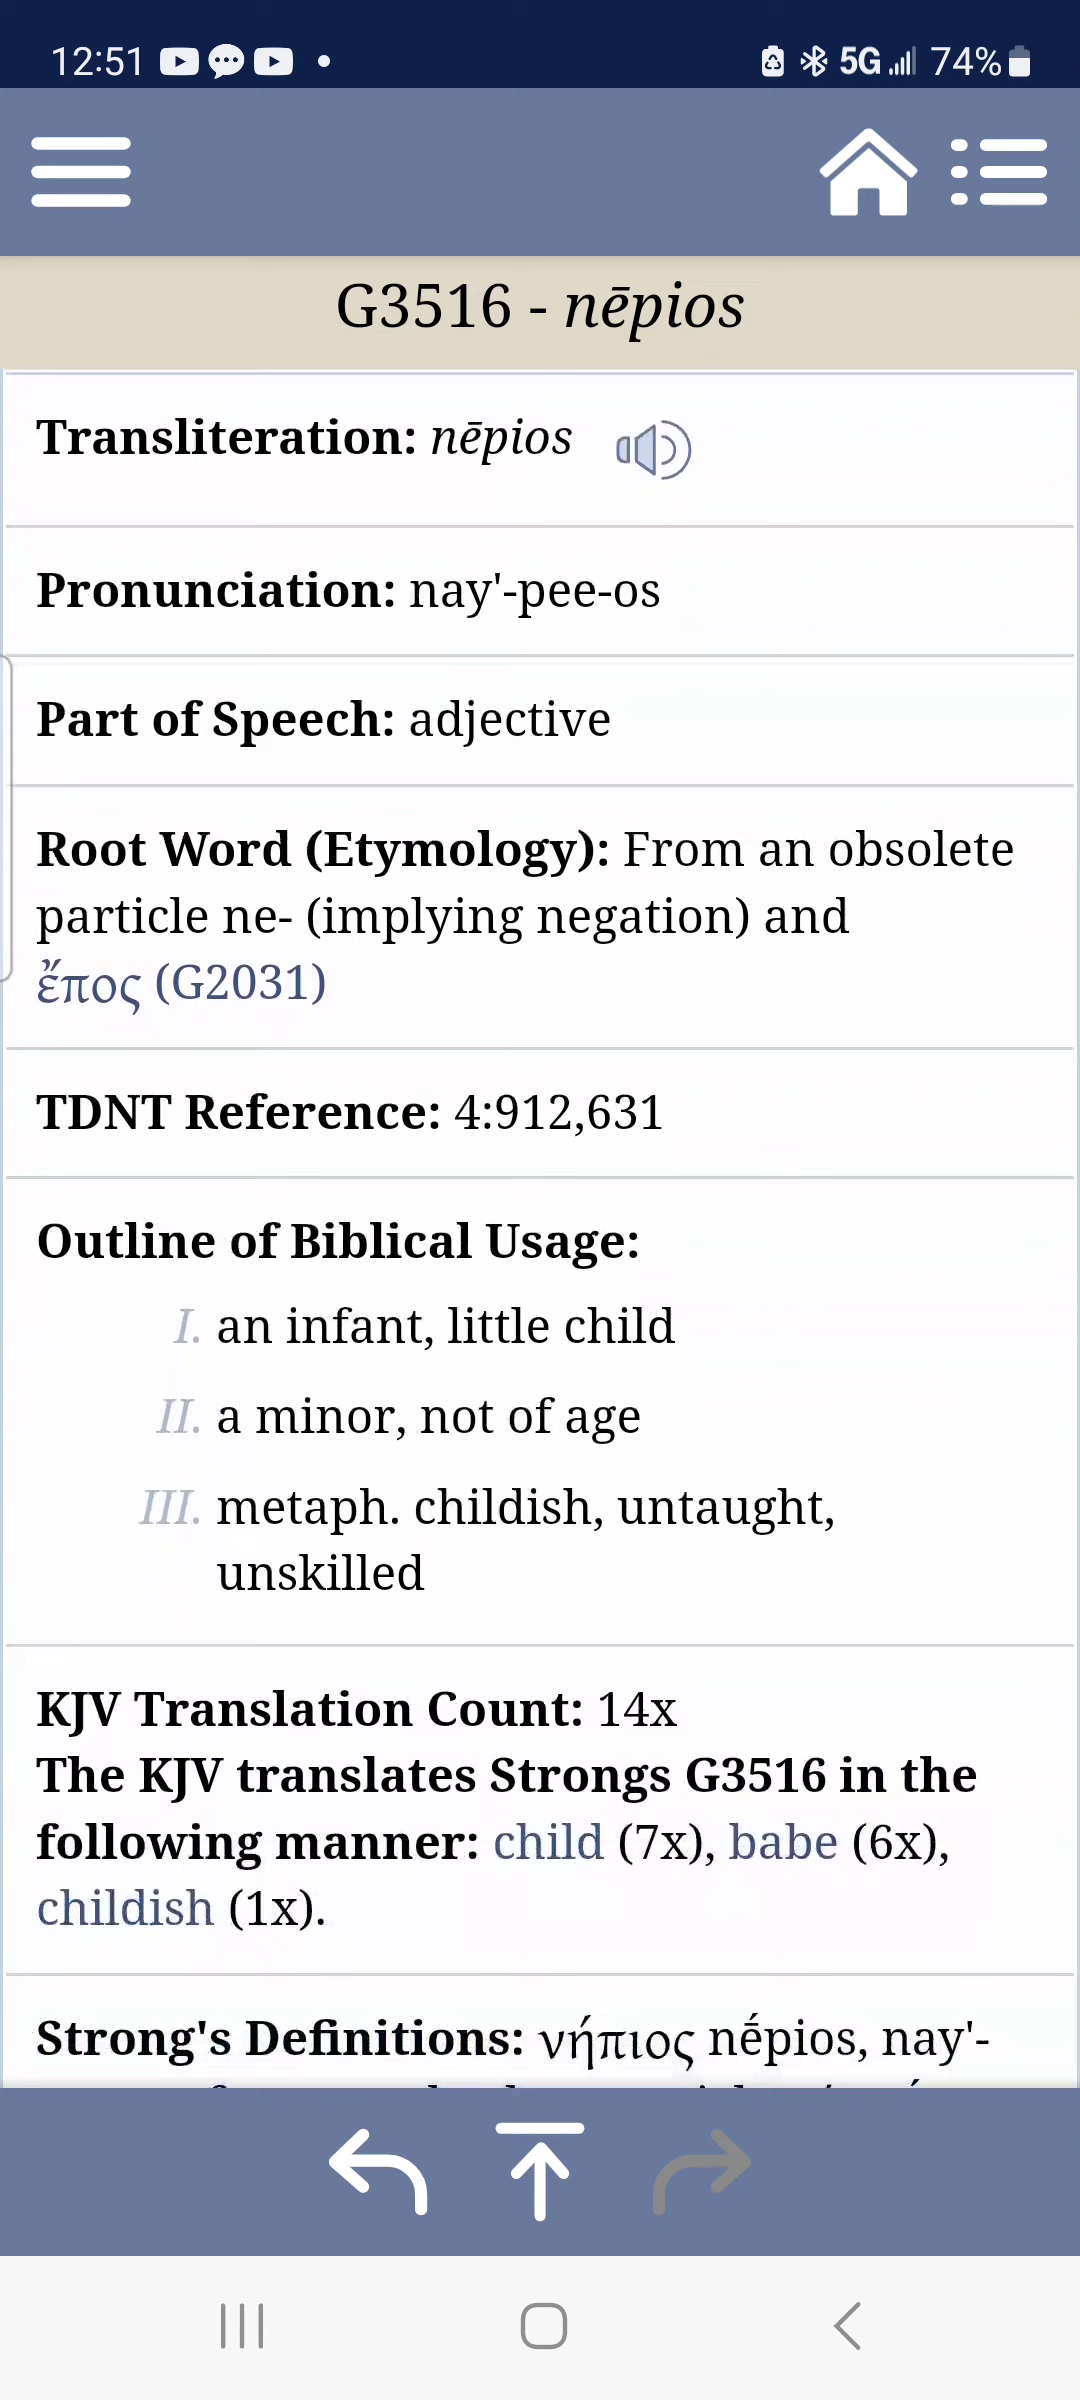 12:51 5G 74%
G3516 - nēpios
Transliteration: nēpios
Pronunciation: nay'-pee-os
Part of Speech: adjective
Root Word (Etymology): From an obsolete
particle ne- (implying negation) and
ἔπος (G2031)
TDNT Reference: 4:912,631
Outline of Biblical Usage:
I. an infant, little child
II. a minor, not of age
III. metaph. childish, untaught,
unskilled
KJV Translation Count: 14x
The KJV translates Strongs G3516 in the
following manner: child (7x), babe (6x),
childish (1x).
Strong's Definitions: νήπιος nḗpios, nay'-